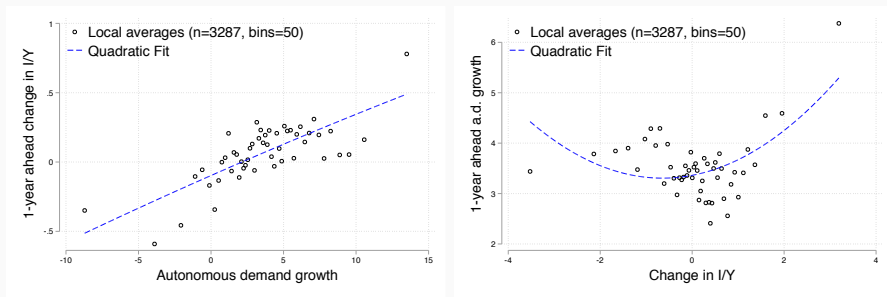 Local averages (n=3287, bins=50)
Quadratic Fit
1-year ahead change in I/Y
1
.5
0
-.5
-10
-5
0
5
10
15
Autonomous demand growth
Local averages (n=3287, bins=50)
Quadratic Fit
1-year ahead a.d. growth
6
5
4
3
2
-4
-2
0
2
4
Change in I/Y